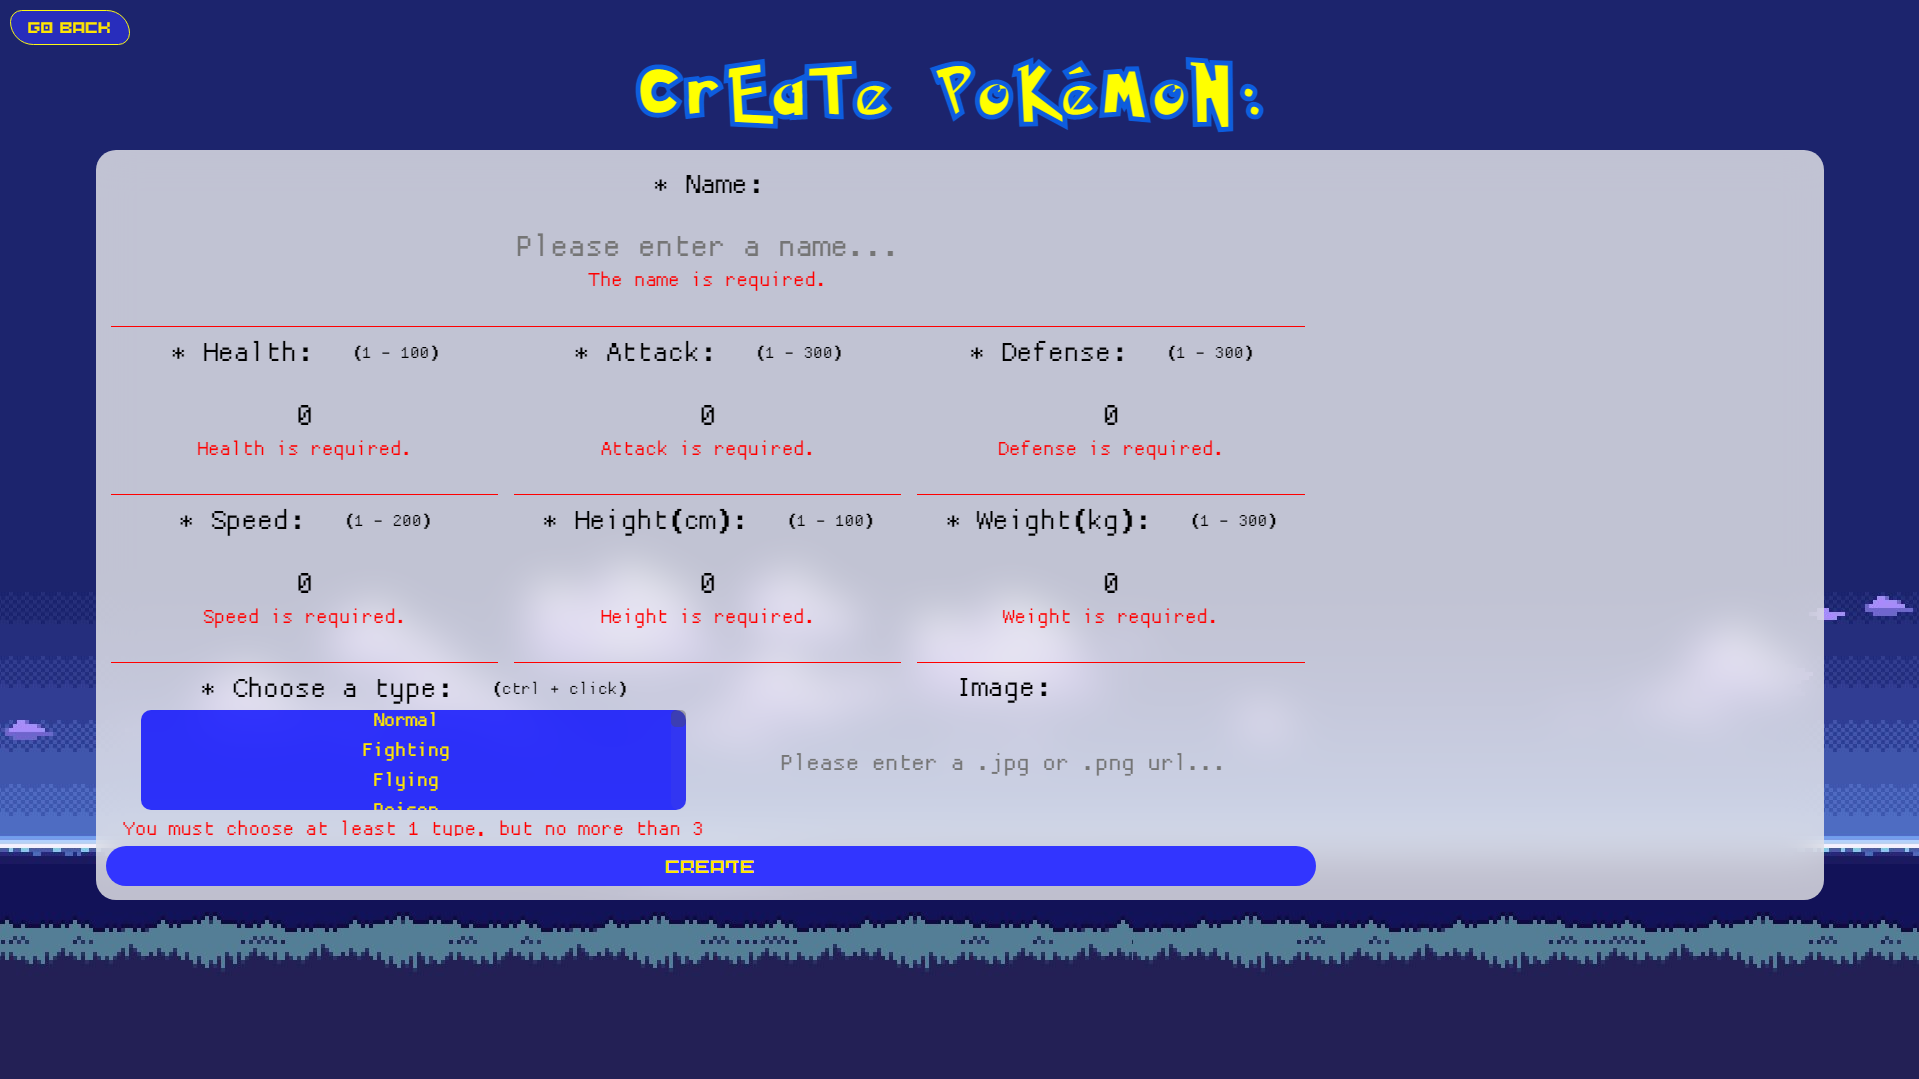 GO BACK
Create Pokémon:
* Name:
Please enter a name...
The name is required.
* Health: (1 - 100) * Attack: (1 - 300) * Defense: (1 - 300)
0 0 0
Health is required. Attack is required. Defense is required.
* Speed: (1 - 200) * Height(cm): (1 - 100) * Weight(kg): (1 - 300)
0 0 0
Speed is required. Height is required. Weight is required.
* Choose a type: (ctrl + click) Image:
Normal
Fighting
Flying
Please enter a .jpg or .png url...
Poison
You must choose at least 1 type, but no more than 3
CREATE